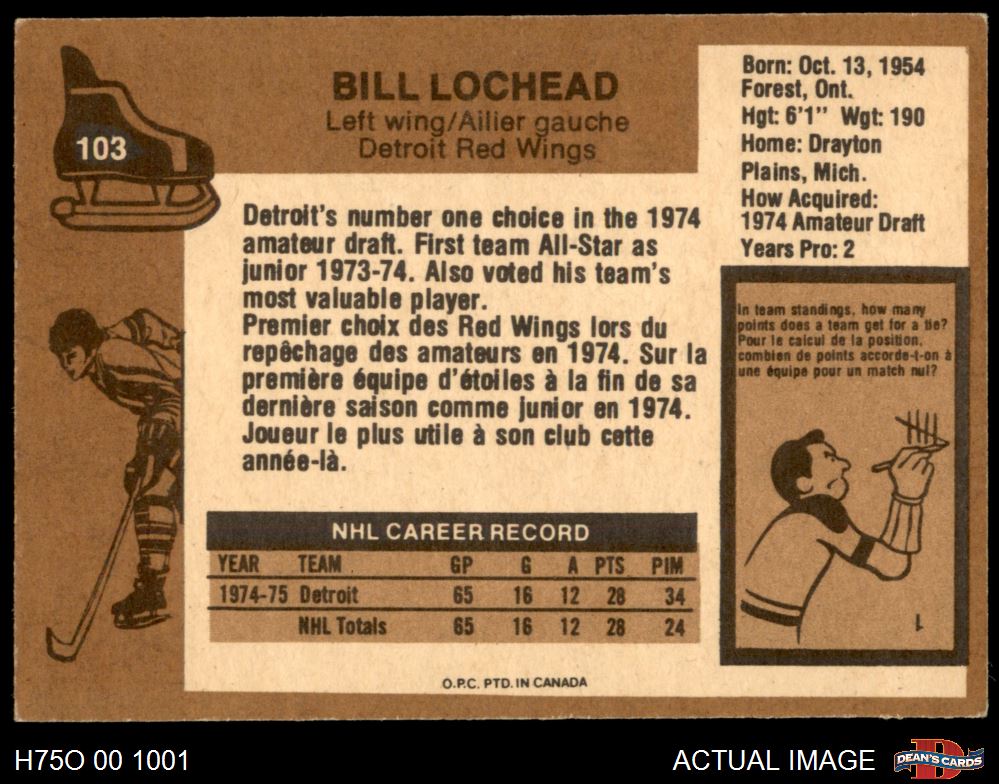 103
BILL LOCHEAD
Left wing/Ailier gauche
Detroit Red Wings
Born: Oct. 13, 1954
Forest, Ont.
Hgt: 6'1" Wgt: 190
Home: Drayton
Plains, Mich.
How Acquired:
1974 Amateur Draft
Years Pro: 2
Detroit's number one choice in the 1974
amateur draft. First team All-Star as
junior 1973-74. Also voted his team's
most valuable player.
Premier choix des Red Wings lors du
repêchage des amateurs en 1974. Sur la
première équipe d'étoiles à la fin de sa
dernière saison comme junior en 1974.
Joueur le plus utile à son club cette
année-là.
In team standings, how many
points does a team get for a tie?
Pour le calcul de la position,
combien de points accorde-t-on à
une équipe pour un match nul?
1
NHL CAREER RECORD
YEAR TEAM GP G A PTS PIM
1974-75 Detroit 65 16 12 28 34
NHL Totals 65 16 12 28 24
O.P.C. PTD. IN CANADA
H75O 00 1001
ACTUAL IMAGE
DEAN'S CARDS